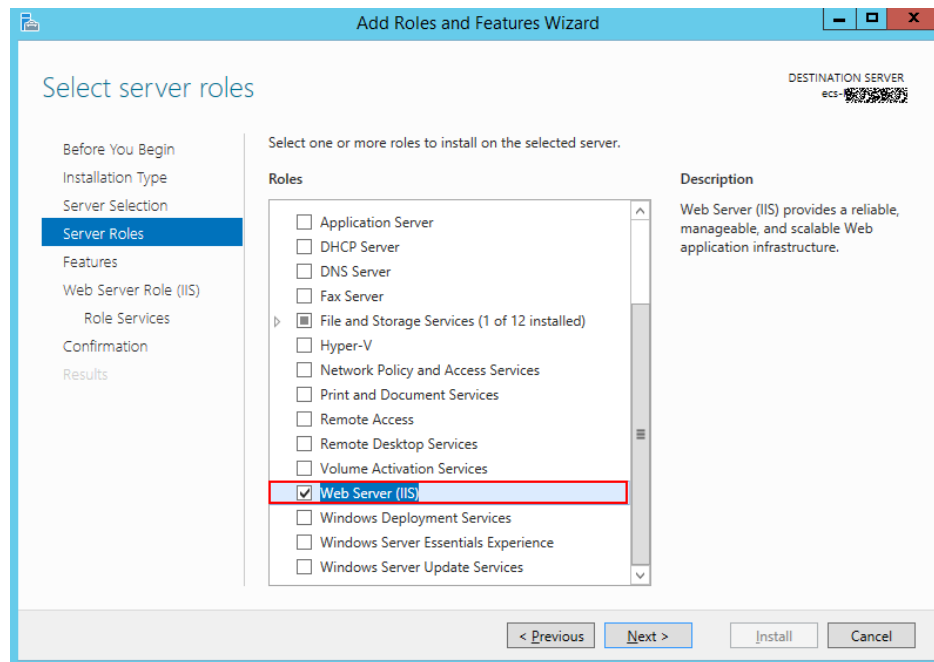 Add Roles and Features Wizard
Select server roles
DESTINATION SERVER
ecs-
Before You Begin
Installation Type
Server Selection
Server Roles
Features
Web Server Role (IIS)
Role Services
Confirmation
Results
Select one or more roles to install on the selected server.
Roles
Application Server
DHCP Server
DNS Server
Fax Server
File and Storage Services (1 of 12 installed)
Hyper-V
Network Policy and Access Services
Print and Document Services
Remote Access
Remote Desktop Services
Volume Activation Services
Web Server (IIS)
Windows Deployment Services
Windows Server Essentials Experience
Windows Server Update Services
Description
Web Server (IIS) provides a reliable,
manageable, and scalable Web
application infrastructure.
< Previous
Next >
Install
Cancel